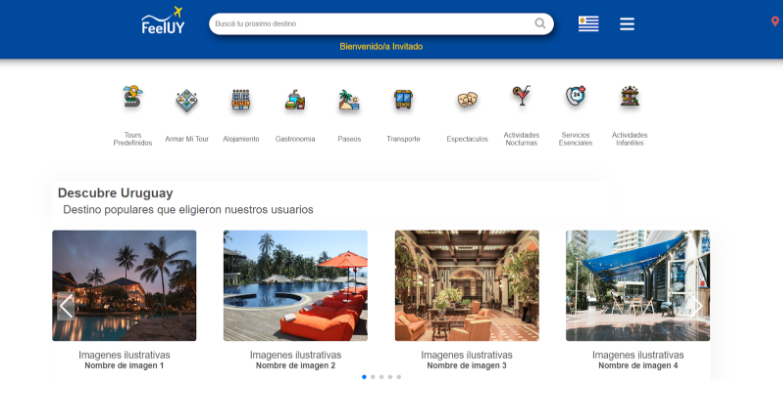 FeelUY
Buscá tu proximo destino
Bienvenido/a Invitado
Tours
Predefinidos
Armar Mi Tour
Alojamiento
Gastronomia
Paseos
Transporte
Espectaculos
Actividades
Nocturnas
Servicios
Esenciales
Actividades
Infantiles
Descubre Uruguay
Destino populares que eligieron nuestros usuarios
Imagenes ilustrativas
Nombre de imagen 1
Imagenes ilustrativas
Nombre de imagen 2
Imagenes ilustrativas
Nombre de imagen 3
Imagenes ilustrativas
Nombre de imagen 4